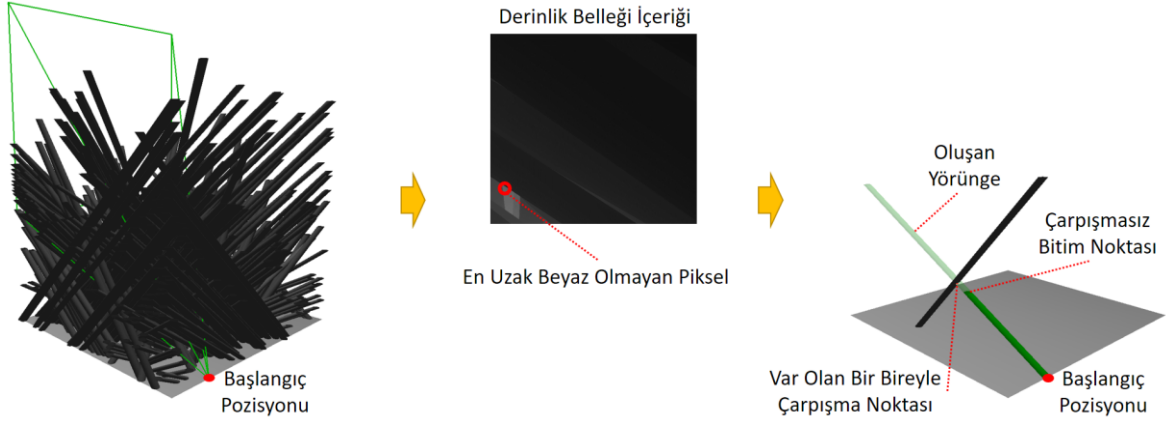 Derinlik Belleği İçeriği
En Uzak Beyaz Olmayan Piksel
Başlangıç
Pozisyonu
Oluşan
Yörünge
Çarpışmasız
Bitim Noktası
Var Olan Bir Bireyle
Çarpışma Noktası
Başlangıç
Pozisyonu